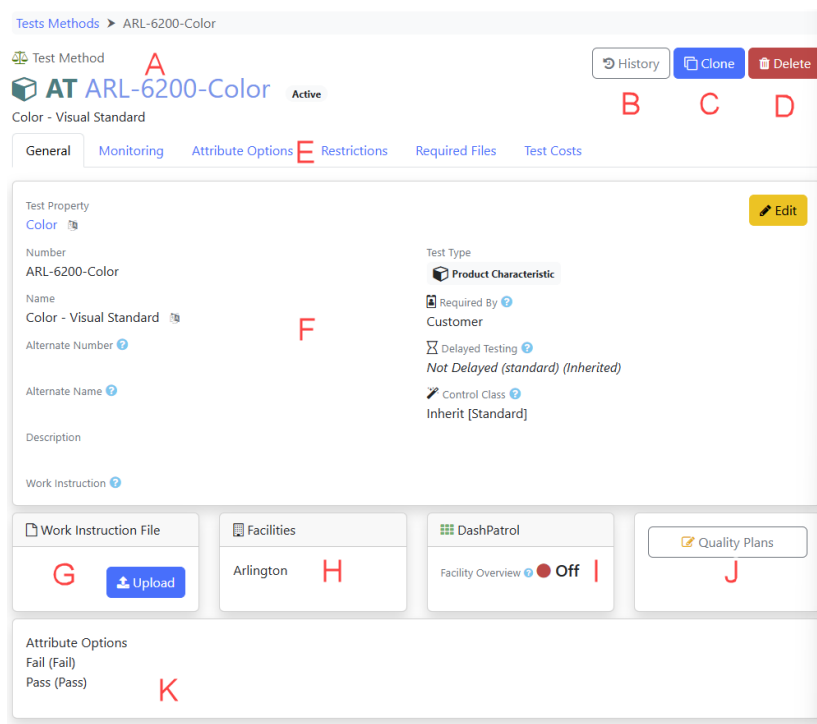 Tests Methods ➤ ARL-6200-Color
Test Method
A
History
Clone
Delete
AT ARL-6200-Color Active
B
C
D
Color - Visual Standard
General Monitoring Attribute Options E Restrictions Required Files Test Costs
Test Property
Color
Edit
Number
ARL-6200-Color
Name
Color - Visual Standard
Alternate Number ?
Alternate Name ?
Description
Work Instruction ?
F
Test Type
Product Characteristic
Required By ?
Customer
Delayed Testing ?
Not Delayed (standard) (Inherited)
Control Class ?
Inherit [Standard]
Work Instruction File
G
Upload
Facilities
Arlington
H
DashPatrol
Facility Overview ? Off
I
Quality Plans
J
Attribute Options
Fail (Fail)
Pass (Pass)
K